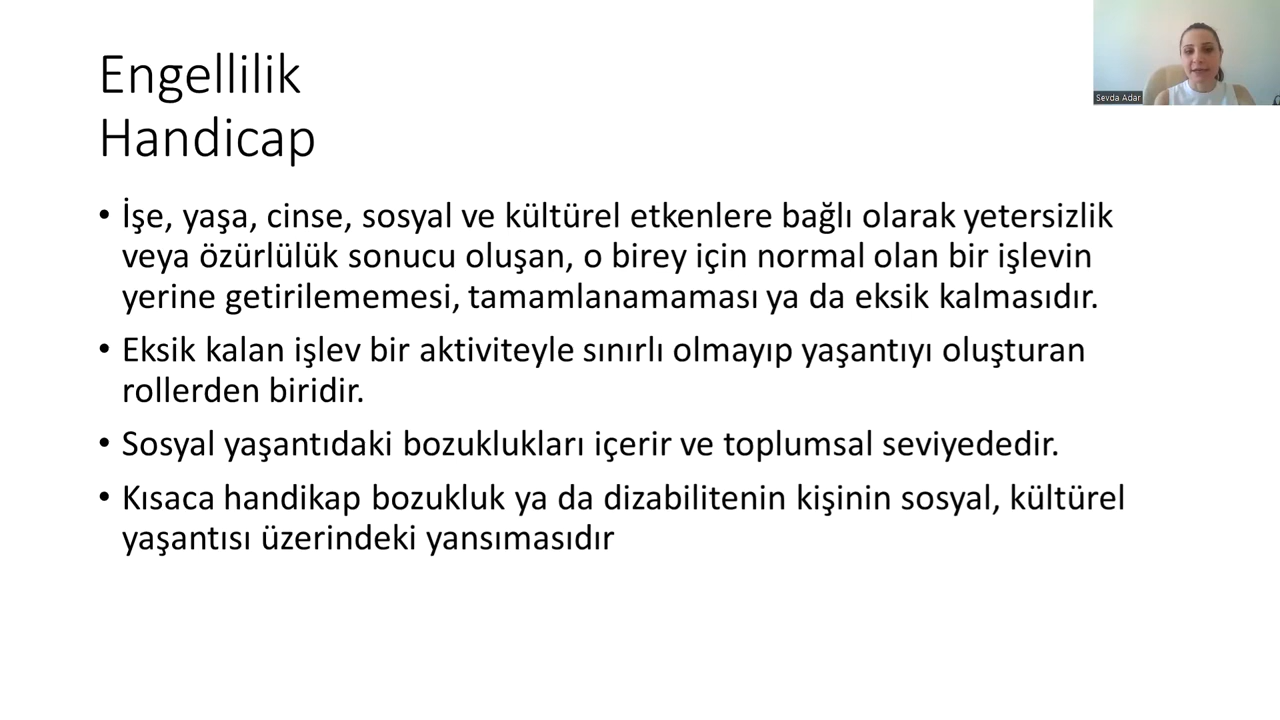 Engellilik
Handicap
Sevda Adar
• İşe, yaşa, cinse, sosyal ve kültürel etkenlere bağlı olarak yetersizlik
veya özürlülük sonucu oluşan, o birey için normal olan bir işlevin
yerine getirilememesi, tamamlanamaması ya da eksik kalmasıdır.
• Eksik kalan işlev bir aktiviteyle sınırlı olmayıp yaşantıyı oluşturan
rollerden biridir.
• Sosyal yaşantıdaki bozuklukları içerir ve toplumsal seviyededir.
• Kısaca handikap bozukluk ya da dizabilitenin kişinin sosyal, kültürel
yaşantısı üzerindeki yansımasıdır